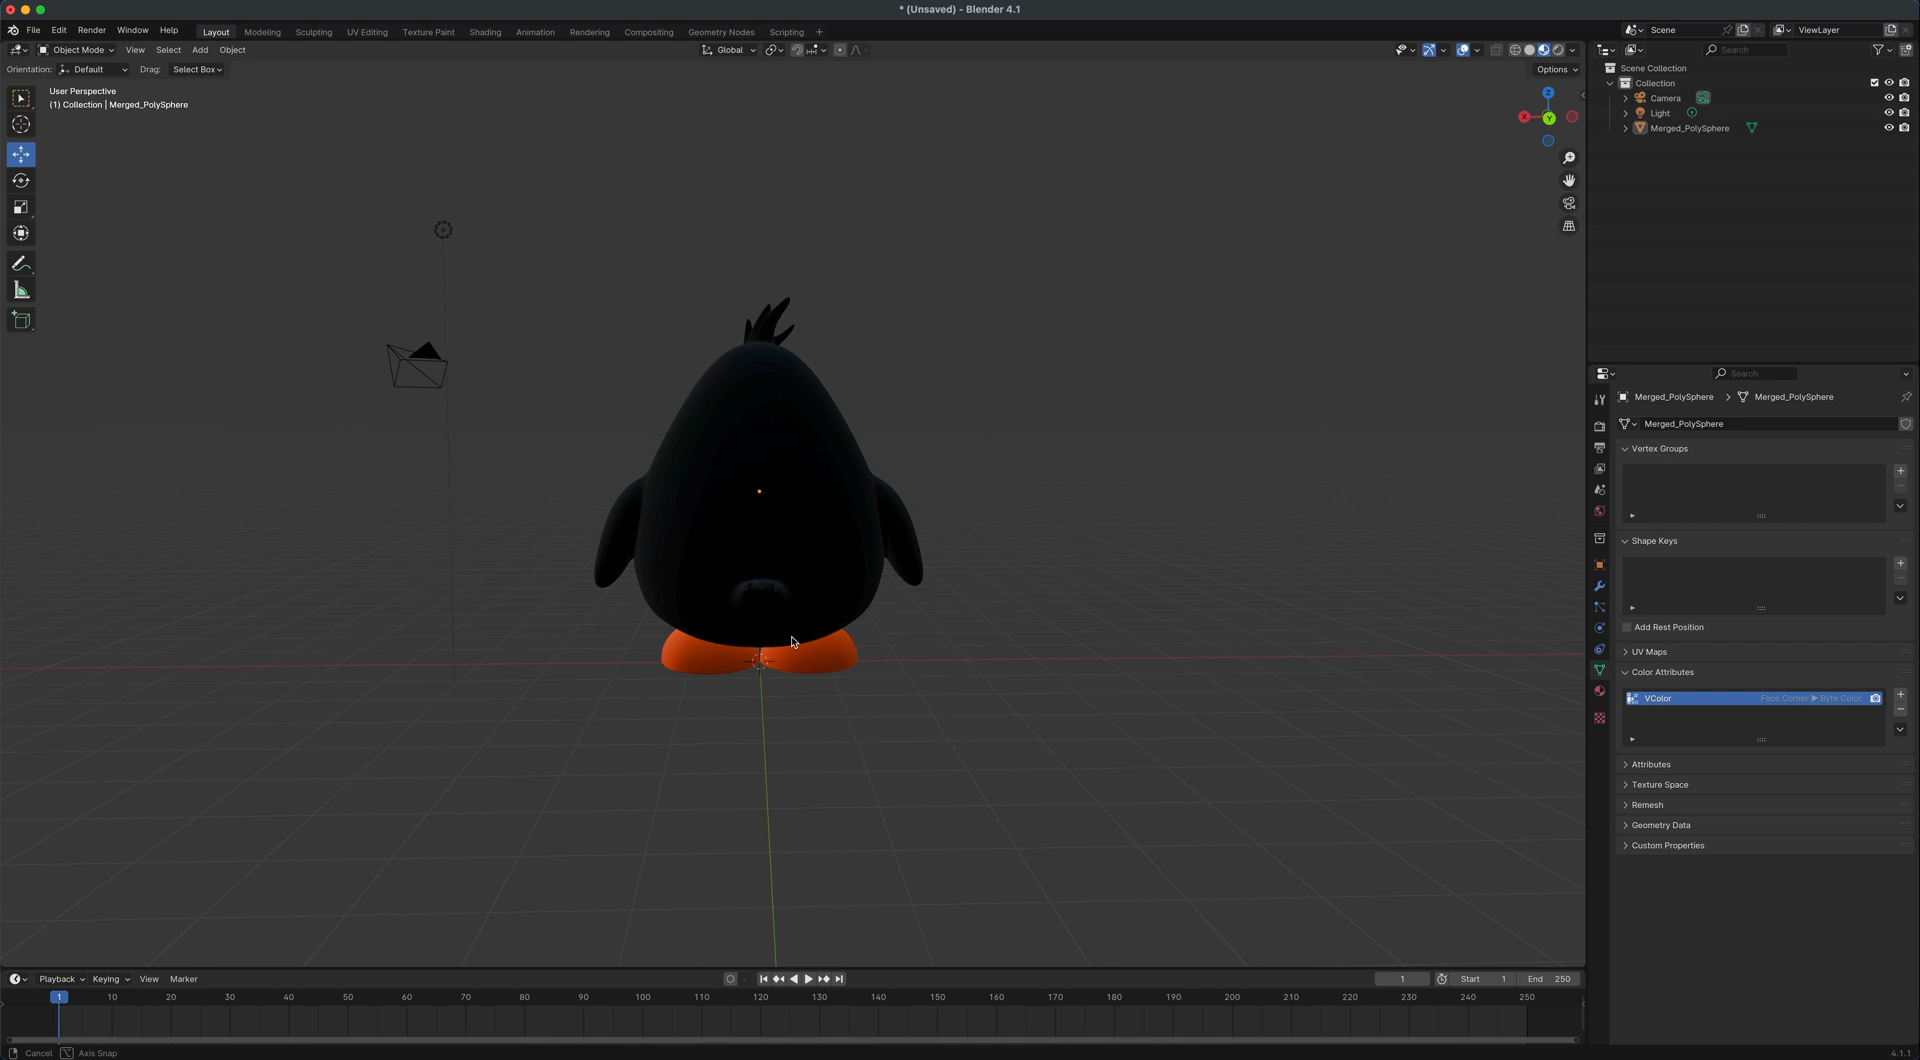 * (Unsaved) - Blender 4.1
File Edit Render Window Help Layout Modeling Sculpting UV Editing Texture Paint Shading Animation Rendering Compositing Geometry Nodes Scripting + Scene ViewLayer
Object Mode View Select Add Object Global Search
Orientation: Default Drag: Select Box Options
Scene Collection
Collection
Camera
Light
Merged_PolySphere
User Perspective
(1) Collection | Merged_PolySphere
Z
X
Y
Search
Merged_PolySphere > Merged_PolySphere
Merged_PolySphere
Vertex Groups
Shape Keys
Add Rest Position
UV Maps
Color Attributes
VColor Face Corner ▶ Byte Color
Attributes
Texture Space
Remesh
Geometry Data
Custom Properties
Playback Keying View Marker 1 Start 1 End 250
1 10 20 30 40 50 60 70 80 90 100 110 120 130 140 150 160 170 180 190 200 210 220 230 240 250
Cancel Axis Snap 4.1.1